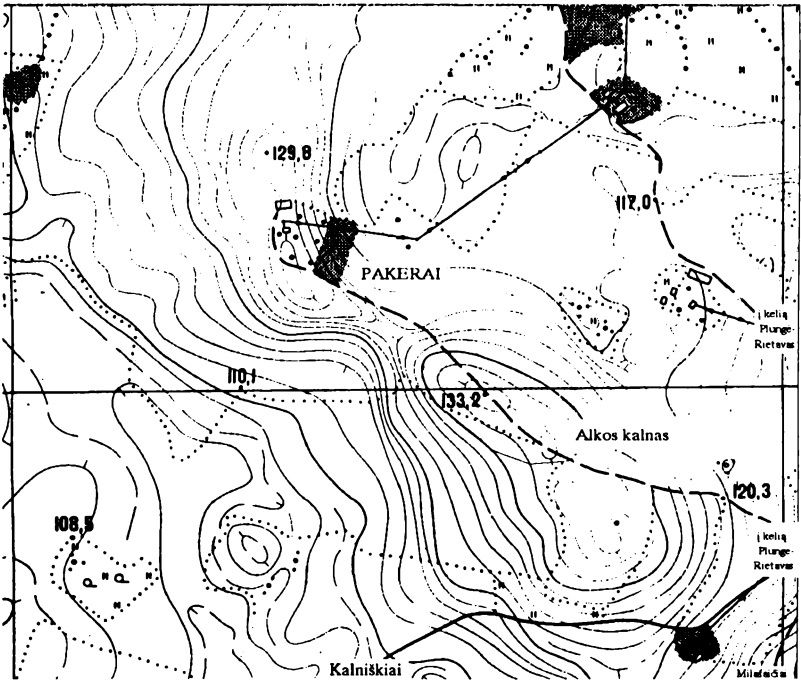 129,8
117,0
PAKERAI
į kelią
Plungė-
Rietavas
110,1
133,2
Alkos kalnas
120,3
108,5
į kelią
Plungė-
Rietavas
Kalniškiai